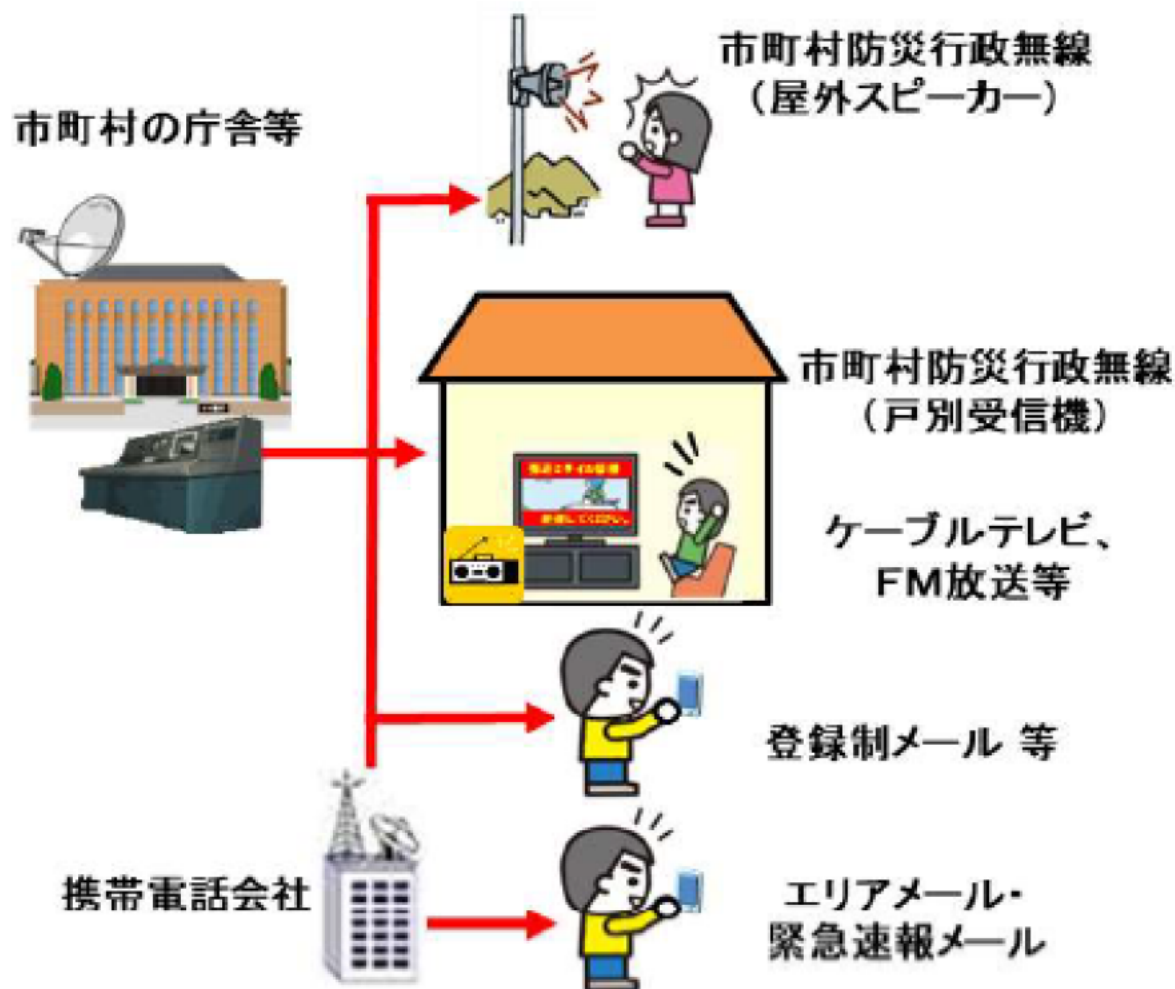 市町村防災行政無線
（屋外スピーカー）
市町村の庁舎等
市町村防災行政無線
（戸別受信機）
ケーブルテレビ、
ＦＭ放送等
登録制メール 等
携帯電話会社
エリアメール・
緊急速報メール